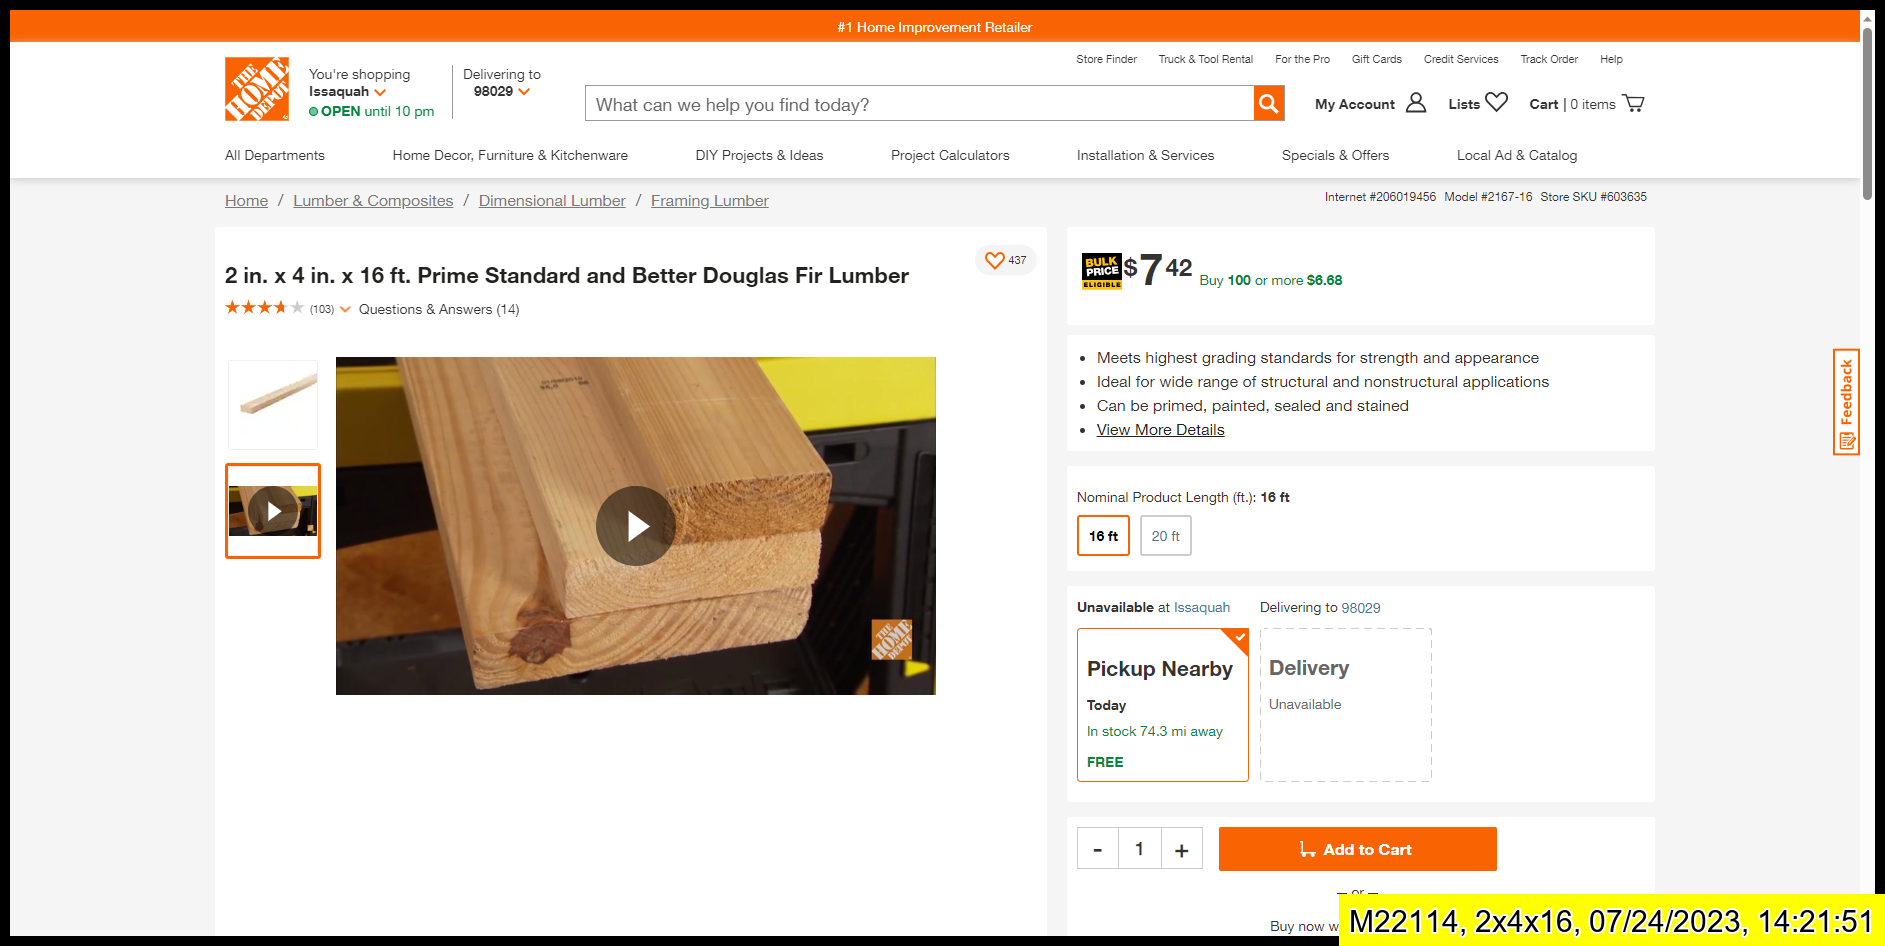 #1 Home Improvement Retailer
Store Finder Truck & Tool Rental For the Pro Gift Cards Credit Services Track Order Help
THE HOME DEPOT
You're shopping
Issaquah
OPEN until 10 pm
Delivering to
98029
What can we help you find today?
My Account Lists Cart | 0 items
All Departments Home Decor, Furniture & Kitchenware DIY Projects & Ideas Project Calculators Installation & Services Specials & Offers Local Ad & Catalog
Home / Lumber & Composites / Dimensional Lumber / Framing Lumber
Internet #206019456 Model #2167-16 Store SKU #603635
2 in. x 4 in. x 16 ft. Prime Standard and Better Douglas Fir Lumber
437
(103) Questions & Answers (14)
THE HOME DEPOT
BULK
PRICE
ELIGIBLE
$7 42
Buy 100 or more $6.68
• Meets highest grading standards for strength and appearance
• Ideal for wide range of structural and nonstructural applications
• Can be primed, painted, sealed and stained
• View More Details
Nominal Product Length (ft.): 16 ft
16 ft 20 ft
Unavailable at Issaquah
Delivering to 98029
Pickup Nearby
Today
In stock 74.3 mi away
FREE
Delivery
Unavailable
- 1 +
Add to Cart
— or —
Buy now w
Feedback
M22114, 2x4x16, 07/24/2023, 14:21:51